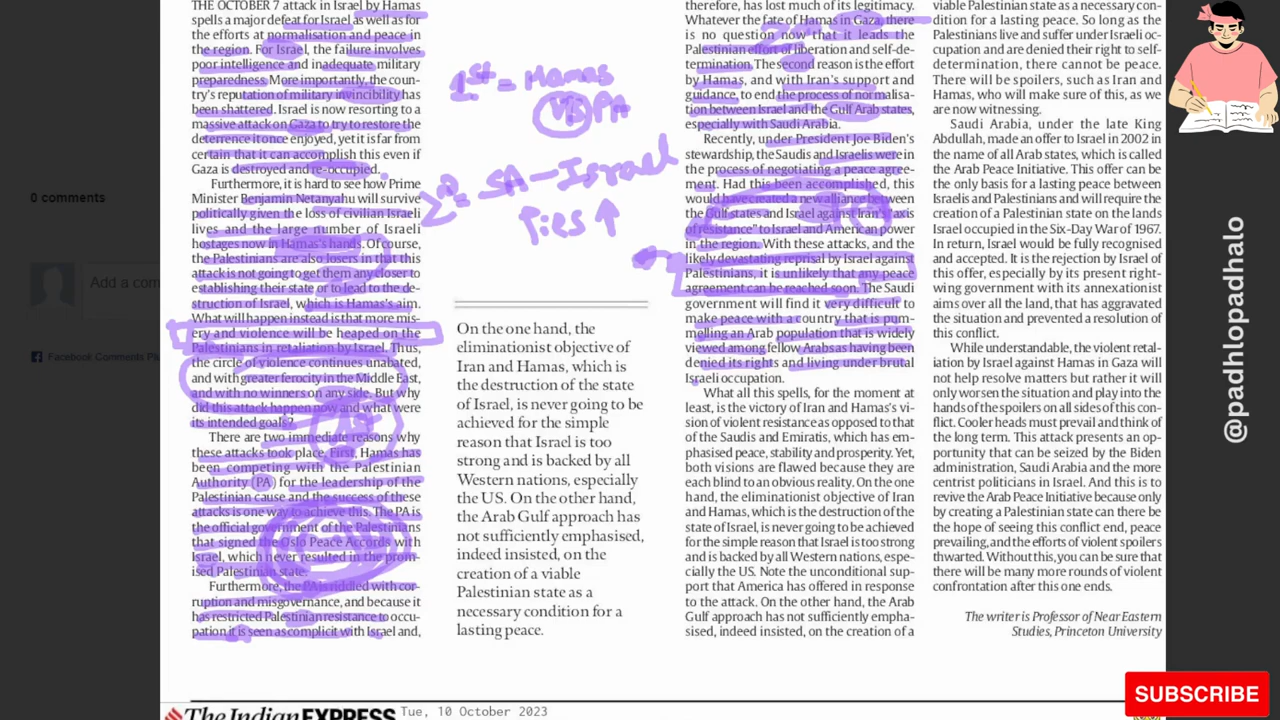 THE OCTOBER 7 attack in Israel by Hamas
spells a major defeat for Israel as well as for
the efforts at normalisation and peace in
the region. For Israel, the failure involves
poor intelligence and inadequate military
preparedness. More importantly, the coun-
try's reputation of military invincibility has
been shattered. Israel is now resorting to a
massive attack on Gaza to try to restore the
deterrence it once enjoyed, yet it is far from
certain that it can accomplish this even if
Gaza is destroyed and re-occupied.
Furthermore, it is hard to see how Prime
Minister Benjamin Netanyahu will survive
politically given the loss of civilian Israeli
lives and the large number of Israeli
hostages now in Hamas's hands. Of course,
the Palestinians are also losers in that this
attack is not going to get them any closer to
establishing their state or to lead to the de-
struction of Israel, which is Hamas's aim.
What will happen instead is that more mis-
ery and violence will be heaped on the
Palestinians in retaliation by Israel. Thus,
the circle of violence continues unabated,
and with greater ferocity in the Middle East,
and with no winners on any side. But why
did this attack happen now and what were
its intended goals?
There are two immediate reasons why
these attacks took place. First, Hamas has
been competing with the Palestinian
Authority (PA) for the leadership of the
Palestinian cause and the success of these
attacks is one way to achieve this. The PA is
the official government of the Palestinians
that signed the Oslo Peace Accords with
Israel, which never resulted in the prom-
ised Palestinian state.
Furthermore, the PA is riddled with cor-
ruption and misgovernance, and because it
has restricted Palestinian resistance to occu-
pation it is seen as complicit with Israel and,
1st = Hamas
VS PA
2nd = SA - Israel
Ties ↑
On the one hand, the
eliminationist objective of
Iran and Hamas, which is
the destruction of the state
of Israel, is never going to be
achieved for the simple
reason that Israel is too
strong and is backed by all
Western nations, especially
the US. On the other hand,
the Arab Gulf approach has
not sufficiently emphasised,
indeed insisted, on the
creation of a viable
Palestinian state as a
necessary condition for a
lasting peace.
therefore, has lost much of its legitimacy.
Whatever the fate of Hamas in Gaza, there
is no question now that it leads the
Palestinian effort of liberation and self-de-
termination. The second reason is the effort
by Hamas, and with Iran's support and
guidance, to end the process of normalisa-
tion between Israel and the Gulf Arab states,
especially with Saudi Arabia.
Recently, under President Joe Biden's
stewardship, the Saudis and Israelis were in
the process of negotiating a peace agree-
ment. Had this been accomplished, this
would have created a new alliance between
the Gulf states and Israel against Iran's "axis
of resistance" to Israel and American power
in the region. With these attacks, and the
likely devastating reprisal by Israel against
Palestinians, it is unlikely that any peace
agreement can be reached soon. The Saudi
government will find it very difficult to
make peace with a country that is pum-
melling an Arab population that is widely
viewed among fellow Arabs as having been
denied its rights and living under brutal
Israeli occupation.
What all this spells, for the moment at
least, is the victory of Iran and Hamas's vi-
sion of violent resistance as opposed to that
of the Saudis and Emiratis, which has em-
phasised peace, stability and prosperity. Yet,
both visions are flawed because they are
each blind to an obvious reality. On the one
hand, the eliminationist objective of Iran
and Hamas, which is the destruction of the
state of Israel, is never going to be achieved
for the simple reason that Israel is too strong
and is backed by all Western nations, espe-
cially the US. Note the unconditional sup-
port that America has offered in response
to the attack. On the other hand, the Arab
Gulf approach has not sufficiently empha-
sised, indeed insisted, on the creation of a
viable Palestinian state as a necessary con-
dition for a lasting peace. So long as the
Palestinians live and suffer under Israeli oc-
cupation and are denied their right to self-
determination, there cannot be peace.
There will be spoilers, such as Iran and
Hamas, who will make sure of this, as we
are now witnessing.
Saudi Arabia, under the late King
Abdullah, made an offer to Israel in 2002 in
the name of all Arab states, which is called
the Arab Peace Initiative. This offer can be
the only basis for a lasting peace between
Israelis and Palestinians and will require the
creation of a Palestinian state on the lands
Israel occupied in the Six-Day War of 1967.
In return, Israel would be fully recognised
and accepted. It is the rejection by Israel of
this offer, especially by its present right-
wing government with its annexationist
aims over all the land, that has aggravated
the situation and prevented a resolution of
this conflict.
While understandable, the violent retal-
iation by Israel against Hamas in Gaza will
not help resolve matters but rather it will
only worsen the situation and play into the
hands of the spoilers on all sides of this con-
flict. Cooler heads must prevail and think of
the long term. This attack presents an op-
portunity that can be seized by the Biden
administration, Saudi Arabia and the more
centrist politicians in Israel. And this is to
revive the Arab Peace Initiative because only
by creating a Palestinian state can there be
the hope of seeing this conflict end, peace
prevailing, and the efforts of violent spoilers
thwarted. Without this, you can be sure that
there will be many more rounds of violent
confrontation after this one ends.
The writer is Professor of Near Eastern
Studies, Princeton University
0 comments
Add a com
Facebook Comments Pl
@padhlopadhalo
SUBSCRIBE
The Indian EXPRESS
Tue, 10 October 2023